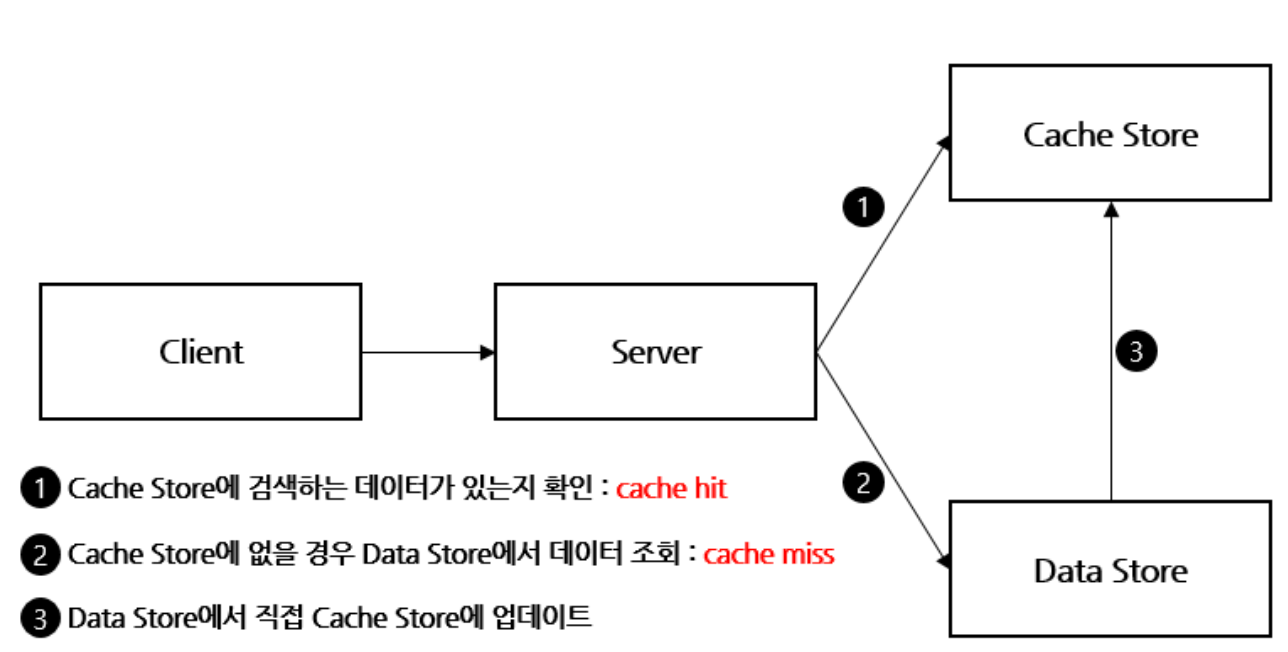 Cache Store
1
Client
Server
3
2
Data Store
1 Cache Store에 검색하는 데이터가 있는지 확인 : cache hit
2 Cache Store에 없을 경우 Data Store에서 데이터 조회 : cache miss
3 Data Store에서 직접 Cache Store에 업데이트